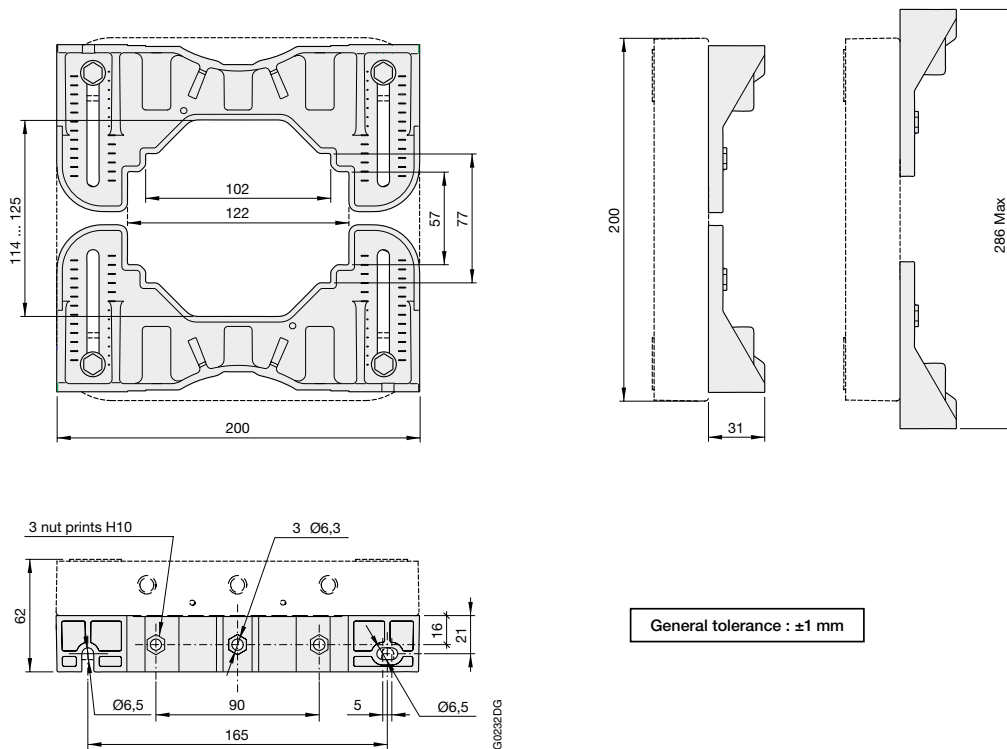 114 ... 125
102
122
57
77
200
200
31
286 Max
3 nut prints H10
3 Ø6,3
62
16
21
Ø6,5
90
5
Ø6,5
165
G0232DG
General tolerance : ±1 mm